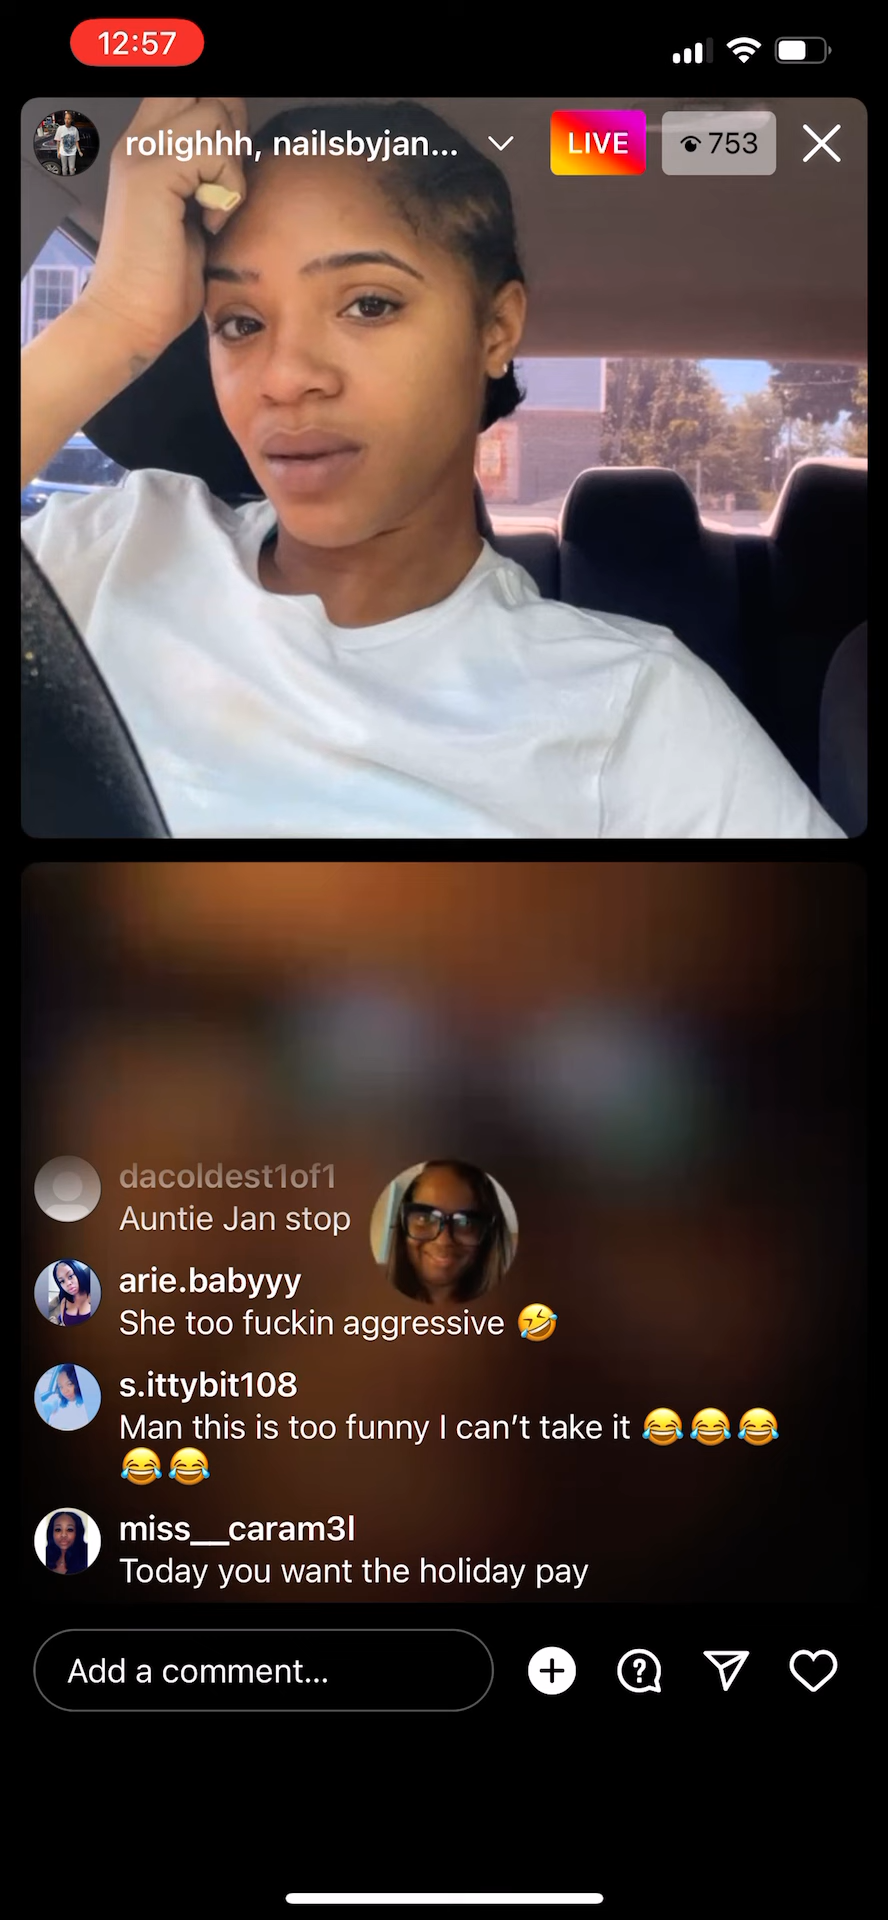 12:57
rolighhh, nailsbyjan...
LIVE
753
dacoldest1of1
Auntie Jan stop
arie.babyyy
She too fuckin aggressive 🤣
s.ittybit108
Man this is too funny I can't take it 😂😂😂
😂😂
miss__caram3l
Today you want the holiday pay
Add a comment...